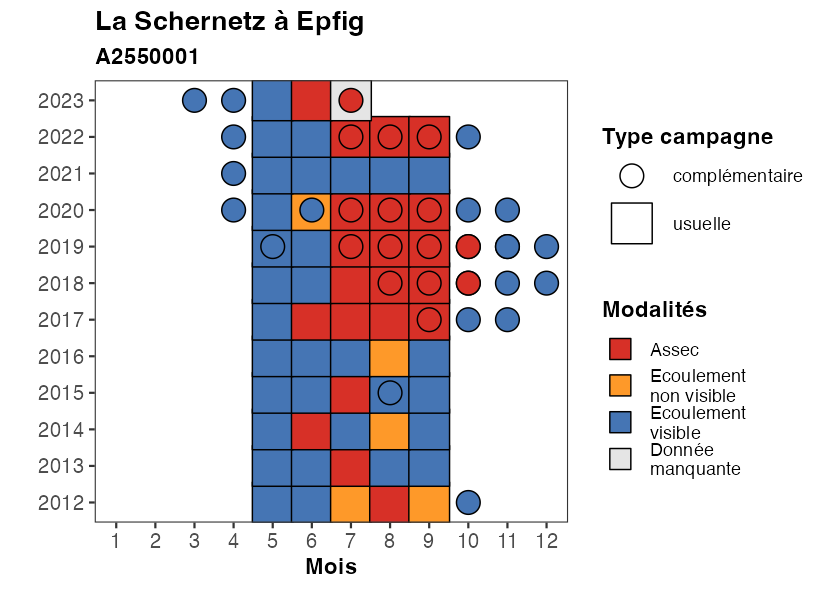 La Schernetz à Epfig
A2550001
2023
2022
2021
2020
2019
2018
2017
2016
2015
2014
2013
2012
1 2 3 4 5 6 7 8 9 10 11 12
Mois
Type campagne
complémentaire
usuelle
Modalités
Assec
Ecoulement
non visible
Ecoulement
visible
Donnée
manquante